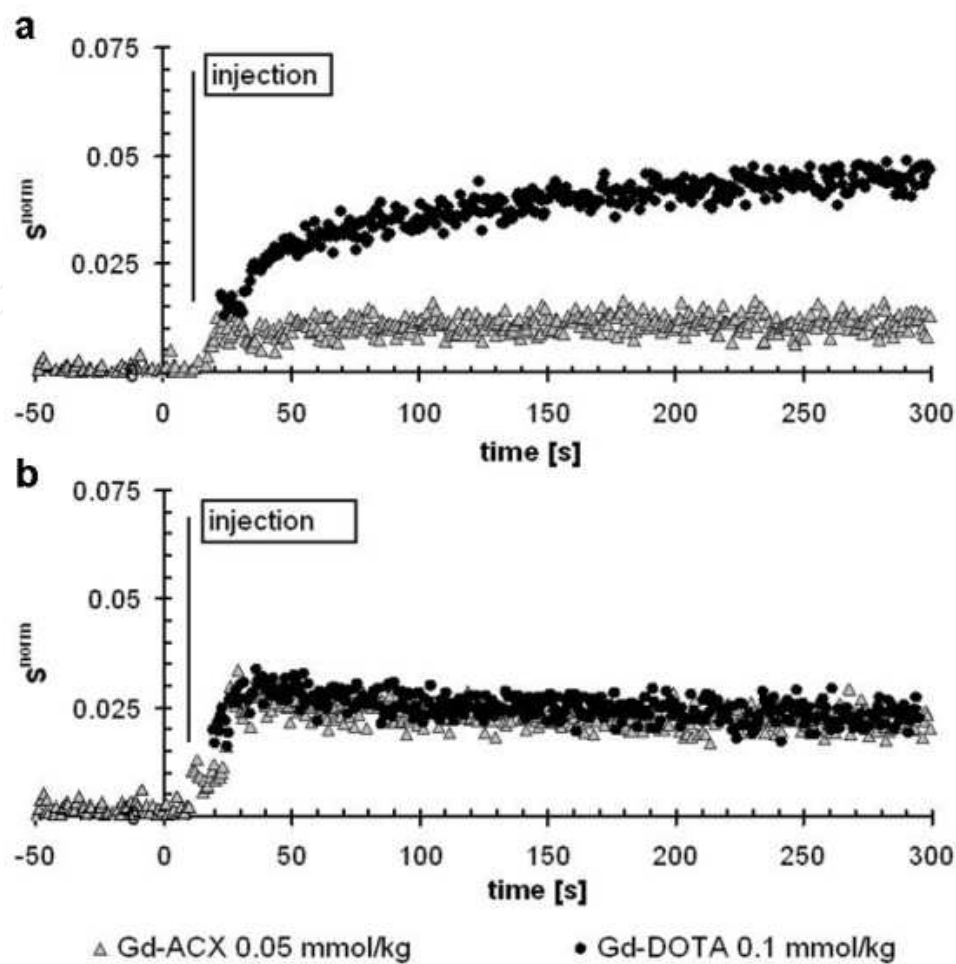 a
0.075
injection
0.05
S^norm
0.025
0
-50 0 50 100 150 200 250 300
time [s]
b
0.075
injection
0.05
S^norm
0.025
0
-50 0 50 100 150 200 250 300
time [s]
Gd-ACX 0.05 mmol/kg Gd-DOTA 0.1 mmol/kg